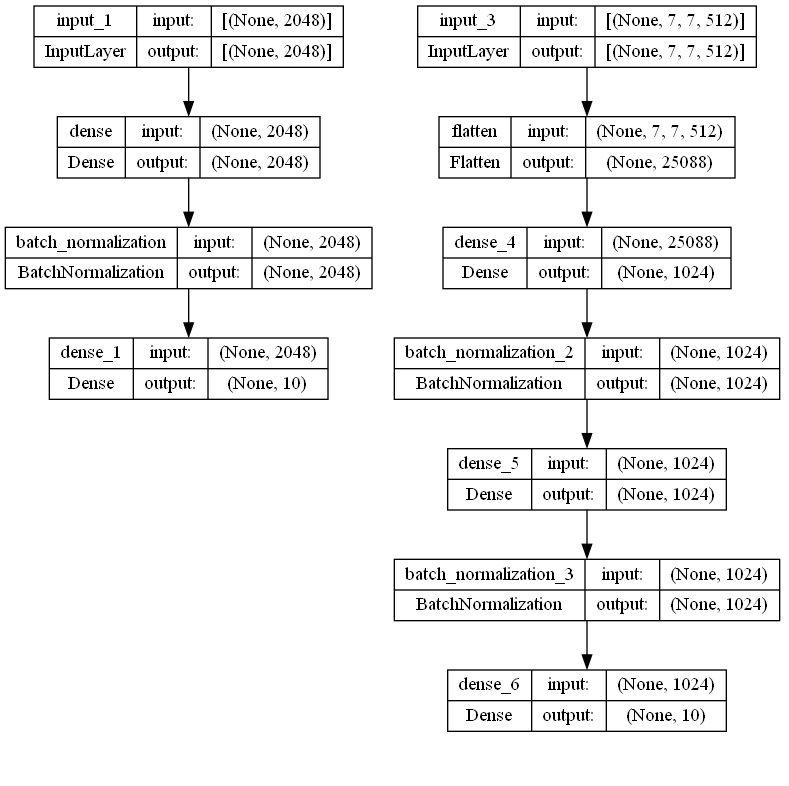 input_1 input: [(None, 2048)]
InputLayer output: [(None, 2048)]
dense input: (None, 2048)
Dense output: (None, 2048)
batch_normalization input: (None, 2048)
BatchNormalization output: (None, 2048)
dense_1 input: (None, 2048)
Dense output: (None, 10)
input_3 input: [(None, 7, 7, 512)]
InputLayer output: [(None, 7, 7, 512)]
flatten input: (None, 7, 7, 512)
Flatten output: (None, 25088)
dense_4 input: (None, 25088)
Dense output: (None, 1024)
batch_normalization_2 input: (None, 1024)
BatchNormalization output: (None, 1024)
dense_5 input: (None, 1024)
Dense output: (None, 1024)
batch_normalization_3 input: (None, 1024)
BatchNormalization output: (None, 1024)
dense_6 input: (None, 1024)
Dense output: (None, 10)